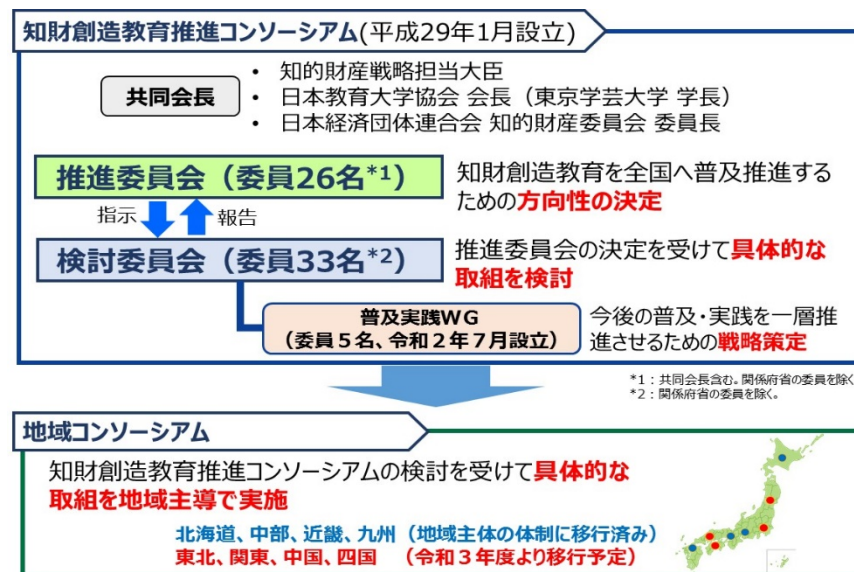 知財創造教育推進コンソーシアム(平成29年1月設立)
共同会長
・ 知的財産戦略担当大臣
・ 日本教育大学協会 会長（東京学芸大学 学長）
・ 日本経済団体連合会 知的財産委員会 委員長
推進委員会（委員26名*1）
知財創造教育を全国へ普及推進する
ための方向性の決定
指示
報告
検討委員会（委員33名*2）
推進委員会の決定を受けて具体的な
取組を検討
普及実践WG
（委員５名、令和２年７月設立）
今後の普及・実践を一層推
進させるための戦略策定
*1：共同会長含む。関係府省の委員を除く
*2：関係府省の委員を除く。
地域コンソーシアム
知財創造教育推進コンソーシアムの検討を受けて具体的な
取組を地域主導で実施
北海道、中部、近畿、九州（地域主体の体制に移行済み）
東北、関東、中国、四国 （令和３年度より移行予定）